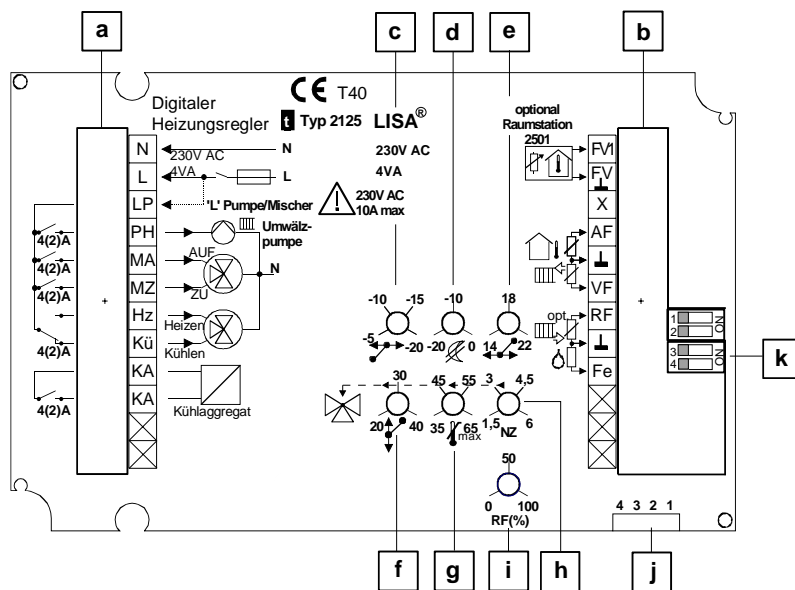 a
c
d
e
b
CE T40
Digitaler
Heizungsregler
t Typ 2125 LISA®
optional
Raumstation
2501
230V AC
4VA
230V AC
10A max
N
230V AC
N
L
4VA
L
LP
'L' Pumpe/Mischer
PH
Umwälz-
pumpe
4(2)A
MA
AUF
4(2)A
N
MZ
ZU
4(2)A
Hz
Heizen
Kü
Kühlen
4(2)A
KA
KA
Kühlaggregat
4(2)A
FV1
FV
X
AF
VF
RF
opt.
Fe
1
2
ON
3
4
ON
k
-10 -15
-5 -20
-10
-20 0
18
14 22
30
20 40
45 55
35 65
max
3 4,5
1,5 6
NZ
50
0 100
RF(%)
4 3 2 1
f
g
i
h
j